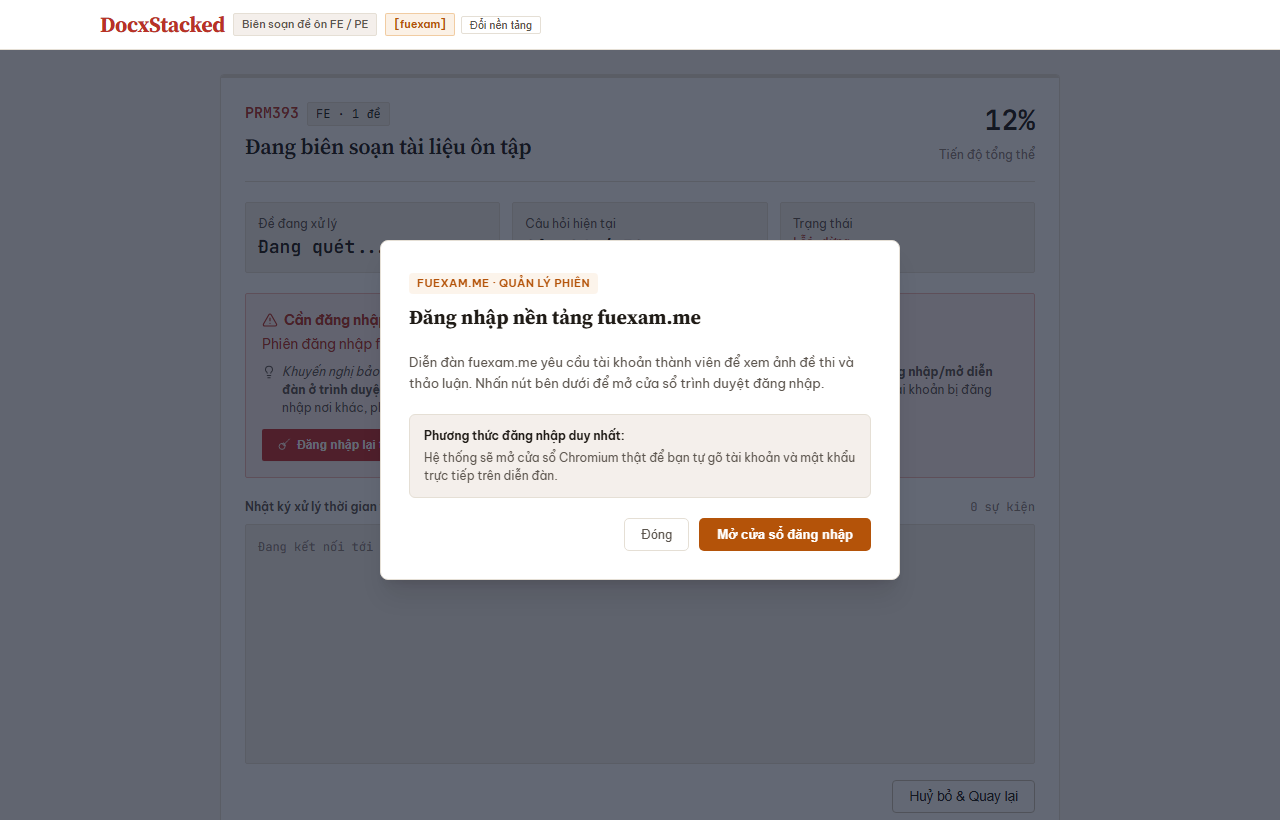 DocxStacked
Biên soạn đề ôn FE / PE
[fuexam]
Đổi nền tảng
PRM393
FE · 1 đề
Đang biên soạn tài liệu ôn tập
12%
Tiến độ tổng thể
Đề đang xử lý
Đang quét...
Câu hỏi hiện tại
Trạng thái
Cần đăng nhập
Phiên đăng nhập
Khuyến nghị bảo
đàn ở trình duyệ
nhập nơi khác,
nhập/mở diễn
khoản bị đăng
Đăng nhập lại
Nhật ký xử lý thời gian
0 sự kiện
Đang kết nối tới
FUEXAM.ME · QUẢN LÝ PHIÊN
Đăng nhập nền tảng fuexam.me
Diễn đàn fuexam.me yêu cầu tài khoản thành viên để xem ảnh đề thi và
thảo luận. Nhấn nút bên dưới để mở cửa sổ trình duyệt đăng nhập.
Phương thức đăng nhập duy nhất:
Hệ thống sẽ mở cửa sổ Chromium thật để bạn tự gõ tài khoản và mật khẩu
trực tiếp trên diễn đàn.
Đóng
Mở cửa sổ đăng nhập
Huỷ bỏ & Quay lại